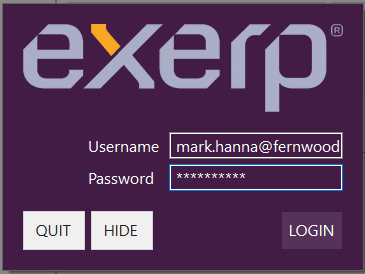 exerp®
Username mark.hanna@fernwood
Password **********
QUIT HIDE LOGIN